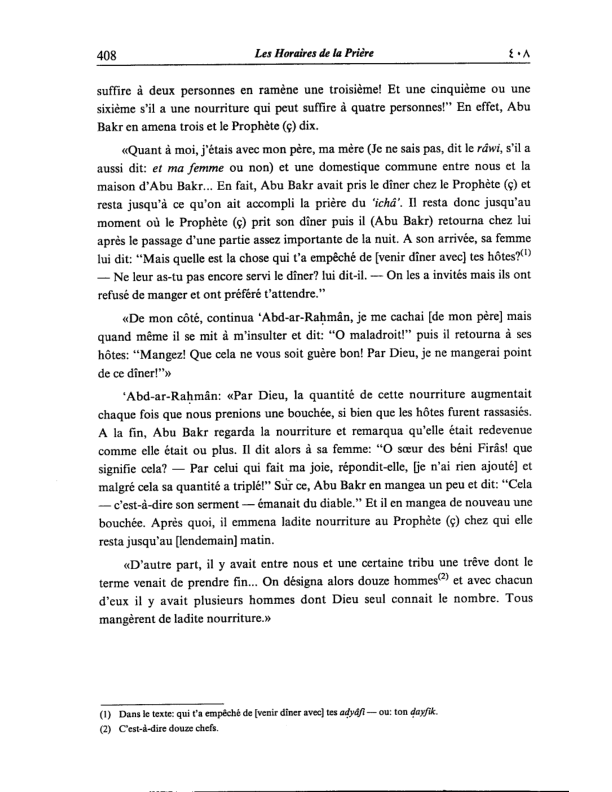 408 Les Horaires de la Prière ٤٠٨
suffire à deux personnes en ramène une troisième! Et une cinquième ou une
sixième s'il a une nourriture qui peut suffire à quatre personnes!" En effet, Abu
Bakr en amena trois et le Prophète (ç) dix.
«Quant à moi, j'étais avec mon père, ma mère (Je ne sais pas, dit le râwi, s'il a
aussi dit: et ma femme ou non) et une domestique commune entre nous et la
maison d'Abu Bakr... En fait, Abu Bakr avait pris le dîner chez le Prophète (ç) et
resta jusqu'à ce qu'on ait accompli la prière du 'ichâ'. Il resta donc jusqu'au
moment où le Prophète (ç) prit son dîner puis il (Abu Bakr) retourna chez lui
après le passage d'une partie assez importante de la nuit. A son arrivée, sa femme
lui dit: "Mais quelle est la chose qui t'a empêché de [venir dîner avec] tes hôtes?(1)
— Ne leur as-tu pas encore servi le dîner? lui dit-il. — On les a invités mais ils ont
refusé de manger et ont préféré t'attendre."
«De mon côté, continua 'Abd-ar-Raḥmân, je me cachai [de mon père] mais
quand même il se mit à m'insulter et dit: "O maladroit!" puis il retourna à ses
hôtes: "Mangez! Que cela ne vous soit guère bon! Par Dieu, je ne mangerai point
de ce dîner!"»
'Abd-ar-Raḥmân: «Par Dieu, la quantité de cette nourriture augmentait
chaque fois que nous prenions une bouchée, si bien que les hôtes furent rassasiés.
A la fin, Abu Bakr regarda la nourriture et remarqua qu'elle était redevenue
comme elle était ou plus. Il dit alors à sa femme: "O sœur des béni Firâs! que
signifie cela? — Par celui qui fait ma joie, répondit-elle, [je n'ai rien ajouté] et
malgré cela sa quantité a triplé!" Sur ce, Abu Bakr en mangea un peu et dit: "Cela
— c'est-à-dire son serment — émanait du diable." Et il en mangea de nouveau une
bouchée. Après quoi, il emmena ladite nourriture au Prophète (ç) chez qui elle
resta jusqu'au [lendemain] matin.
«D'autre part, il y avait entre nous et une certaine tribu une trêve dont le
terme venait de prendre fin... On désigna alors douze hommes(2) et avec chacun
d'eux il y avait plusieurs hommes dont Dieu seul connait le nombre. Tous
mangèrent de ladite nourriture.»
(1) Dans le texte: qui t'a empêché de [venir dîner avec] tes aḍyâfi — ou: ton ḍayfik.
(2) C'est-à-dire douze chefs.